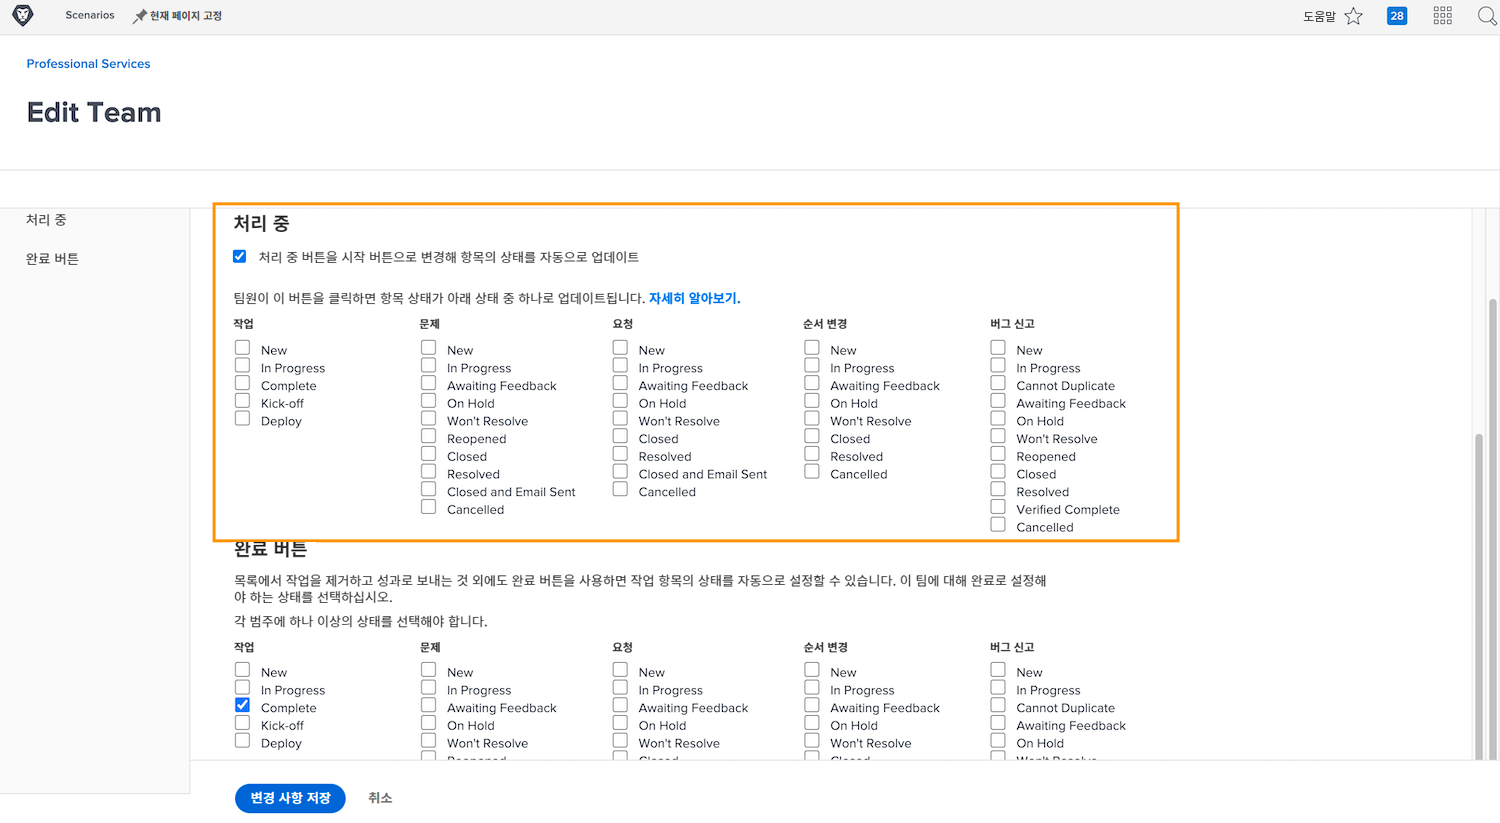 Scenarios
현재 페이지 고정
도움말
28
Professional Services
Edit Team
처리 중
완료 버튼
처리 중
처리 중 버튼을 시작 버튼으로 변경해 항목의 상태를 자동으로 업데이트
팀원이 이 버튼을 클릭하면 항목 상태가 아래 상태 중 하나로 업데이트됩니다. 자세히 알아보기.
작업
New
In Progress
Complete
Kick-off
Deploy
문제
New
In Progress
Awaiting Feedback
On Hold
Won't Resolve
Reopened
Closed
Resolved
Closed and Email Sent
Cancelled
요청
New
In Progress
Awaiting Feedback
On Hold
Won't Resolve
Closed
Resolved
Closed and Email Sent
Cancelled
순서 변경
New
In Progress
Awaiting Feedback
On Hold
Won't Resolve
Closed
Resolved
Cancelled
버그 신고
New
In Progress
Cannot Duplicate
Awaiting Feedback
On Hold
Won't Resolve
Reopened
Closed
Resolved
Verified Complete
Cancelled
완료 버튼
목록에서 작업을 제거하고 성과로 보내는 것 외에도 완료 버튼을 사용하면 작업 항목의 상태를 자동으로 설정할 수 있습니다. 이 팀에 대해 완료로 설정해
야 하는 상태를 선택하십시오.
각 범주에 하나 이상의 상태를 선택해야 합니다.
작업
New
In Progress
Complete
Kick-off
Deploy
문제
New
In Progress
Awaiting Feedback
On Hold
Won't Resolve
Reopened
요청
New
In Progress
Awaiting Feedback
On Hold
Won't Resolve
Closed
순서 변경
New
In Progress
Awaiting Feedback
On Hold
Won't Resolve
Closed
버그 신고
New
In Progress
Cannot Duplicate
Awaiting Feedback
On Hold
Won't Resolve
변경 사항 저장
취소